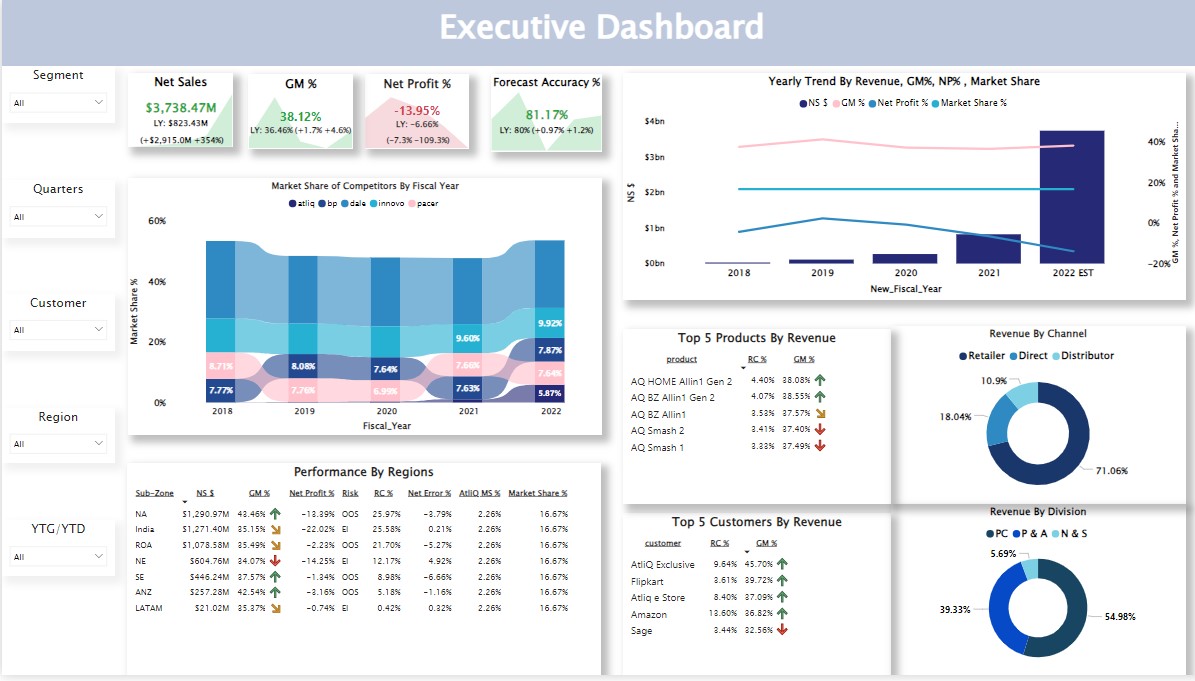 Executive Dashboard
Segment
All
Quarters
All
Customer
All
Region
All
YTG/YTD
All
Net Sales
$3,738.47M
LY: $823.43M
(+$2,915.0M +354%)
GM %
38.12%
LY: 36.46% (+1.7% +4.6%)
Net Profit %
-13.95%
LY: -6.66%
(-7.3% -109.3%)
Forecast Accuracy %
81.17%
LY: 80% (+0.97% +1.2%)
Market Share of Competitors By Fiscal Year
atliq bp dale innovo pacer
Market Share %
60%
40%
20%
0%
8.71%
7.77%
8.08%
7.76%
7.64%
6.99%
9.60%
7.66%
7.63%
9.92%
7.87%
7.64%
5.87%
2018 2019 2020 2021 2022
Fiscal_Year
Performance By Regions
Sub-Zone NS $ GM % Net Profit % Risk RC % Net Error % AtliQ MS % Market Share %
NA $1,290.97M 43.46% -13.39% OOS 25.97% -3.79% 2.26% 16.67%
India $1,271.40M 35.15% -22.02% EI 25.58% 0.21% 2.26% 16.67%
ROA $1,078.58M 35.49% -2.23% OOS 21.70% -5.27% 2.26% 16.67%
NE $604.76M 34.07% -14.25% EI 12.17% 4.92% 2.26% 16.67%
SE $446.24M 37.57% -1.34% OOS 8.98% -6.66% 2.26% 16.67%
ANZ $257.28M 42.54% -3.16% OOS 5.18% -1.16% 2.26% 16.67%
LATAM $21.02M 35.37% -0.74% EI 0.42% 0.32% 2.26% 16.67%
Yearly Trend By Revenue, GM%, NP% , Market Share
NS $ GM % Net Profit % Market Share %
NS $
$4bn
$3bn
$2bn
$1bn
$0bn
40%
20%
0%
-20%
GM %, Net Profit % and Market Sha...
2018 2019 2020 2021 2022 EST
New_Fiscal_Year
Top 5 Products By Revenue
product RC % GM %
AQ HOME Allin1 Gen 2 4.40% 38.08%
AQ BZ Allin1 Gen 2 4.07% 38.55%
AQ BZ Allin1 3.53% 37.57%
AQ Smash 2 3.41% 37.40%
AQ Smash 1 3.33% 37.49%
Revenue By Channel
Retailer Direct Distributor
10.9%
18.04%
71.06%
Top 5 Customers By Revenue
customer RC % GM %
AtliQ Exclusive 9.64% 45.70%
Flipkart 3.61% 39.72%
Atliq e Store 8.40% 37.09%
Amazon 13.60% 36.82%
Sage 3.44% 32.56%
Revenue By Division
PC P & A N & S
5.69%
39.33%
54.98%